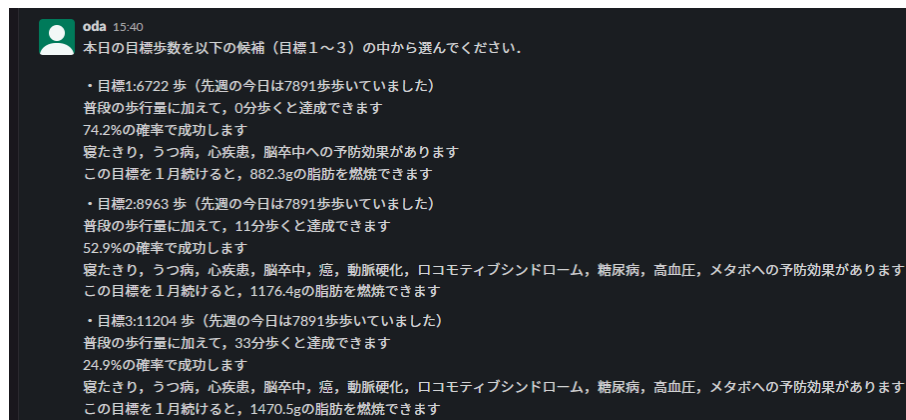 oda 15:40
本日の目標歩数を以下の候補（目標１～３）の中から選んでください．
・目標1:6722 歩（先週の今日は7891歩歩いていました）
普段の歩行量に加えて，0分歩くと達成できます
74.2%の確率で成功します
寝たきり，うつ病，心疾患，脳卒中への予防効果があります
この目標を１月続けると，882.3gの脂肪を燃焼できます
・目標2:8963 歩（先週の今日は7891歩歩いていました）
普段の歩行量に加えて，11分歩くと達成できます
52.9%の確率で成功します
寝たきり，うつ病，心疾患，脳卒中，癌，動脈硬化，ロコモティブシンドローム，糖尿病，高血圧，メタボへの予防効果があります
この目標を１月続けると，1176.4gの脂肪を燃焼できます
・目標3:11204 歩（先週の今日は7891歩歩いていました）
普段の歩行量に加えて，33分歩くと達成できます
24.9%の確率で成功します
寝たきり，うつ病，心疾患，脳卒中，癌，動脈硬化，ロコモティブシンドローム，糖尿病，高血圧，メタボへの予防効果があります
この目標を１月続けると，1470.5gの脂肪を燃焼できます